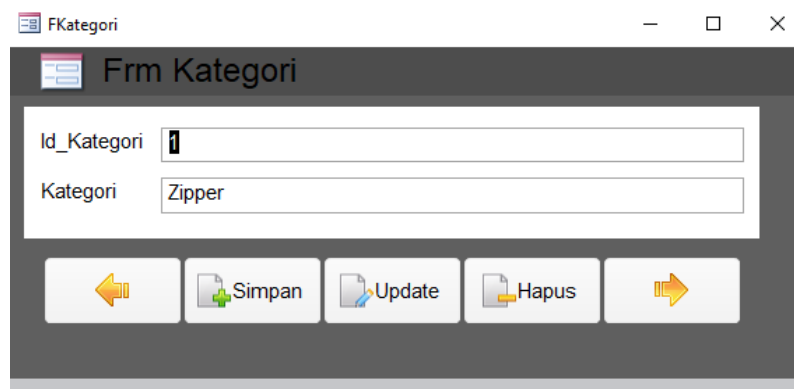 FKategori
Frm Kategori
Id_Kategori 1
Kategori Zipper
Simpan Update Hapus